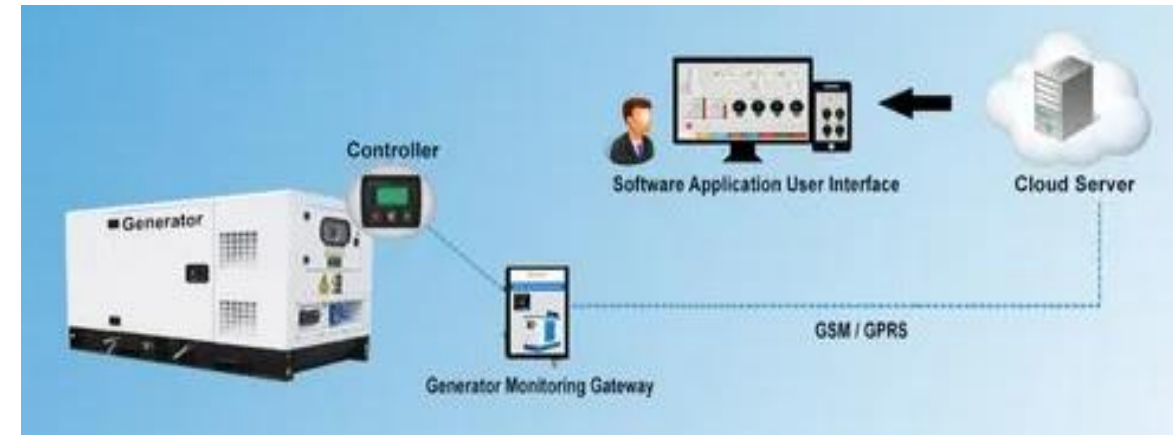 Controller
Generator
Software Application User Interface
Cloud Server
GSM / GPRS
Generator Monitoring Gateway